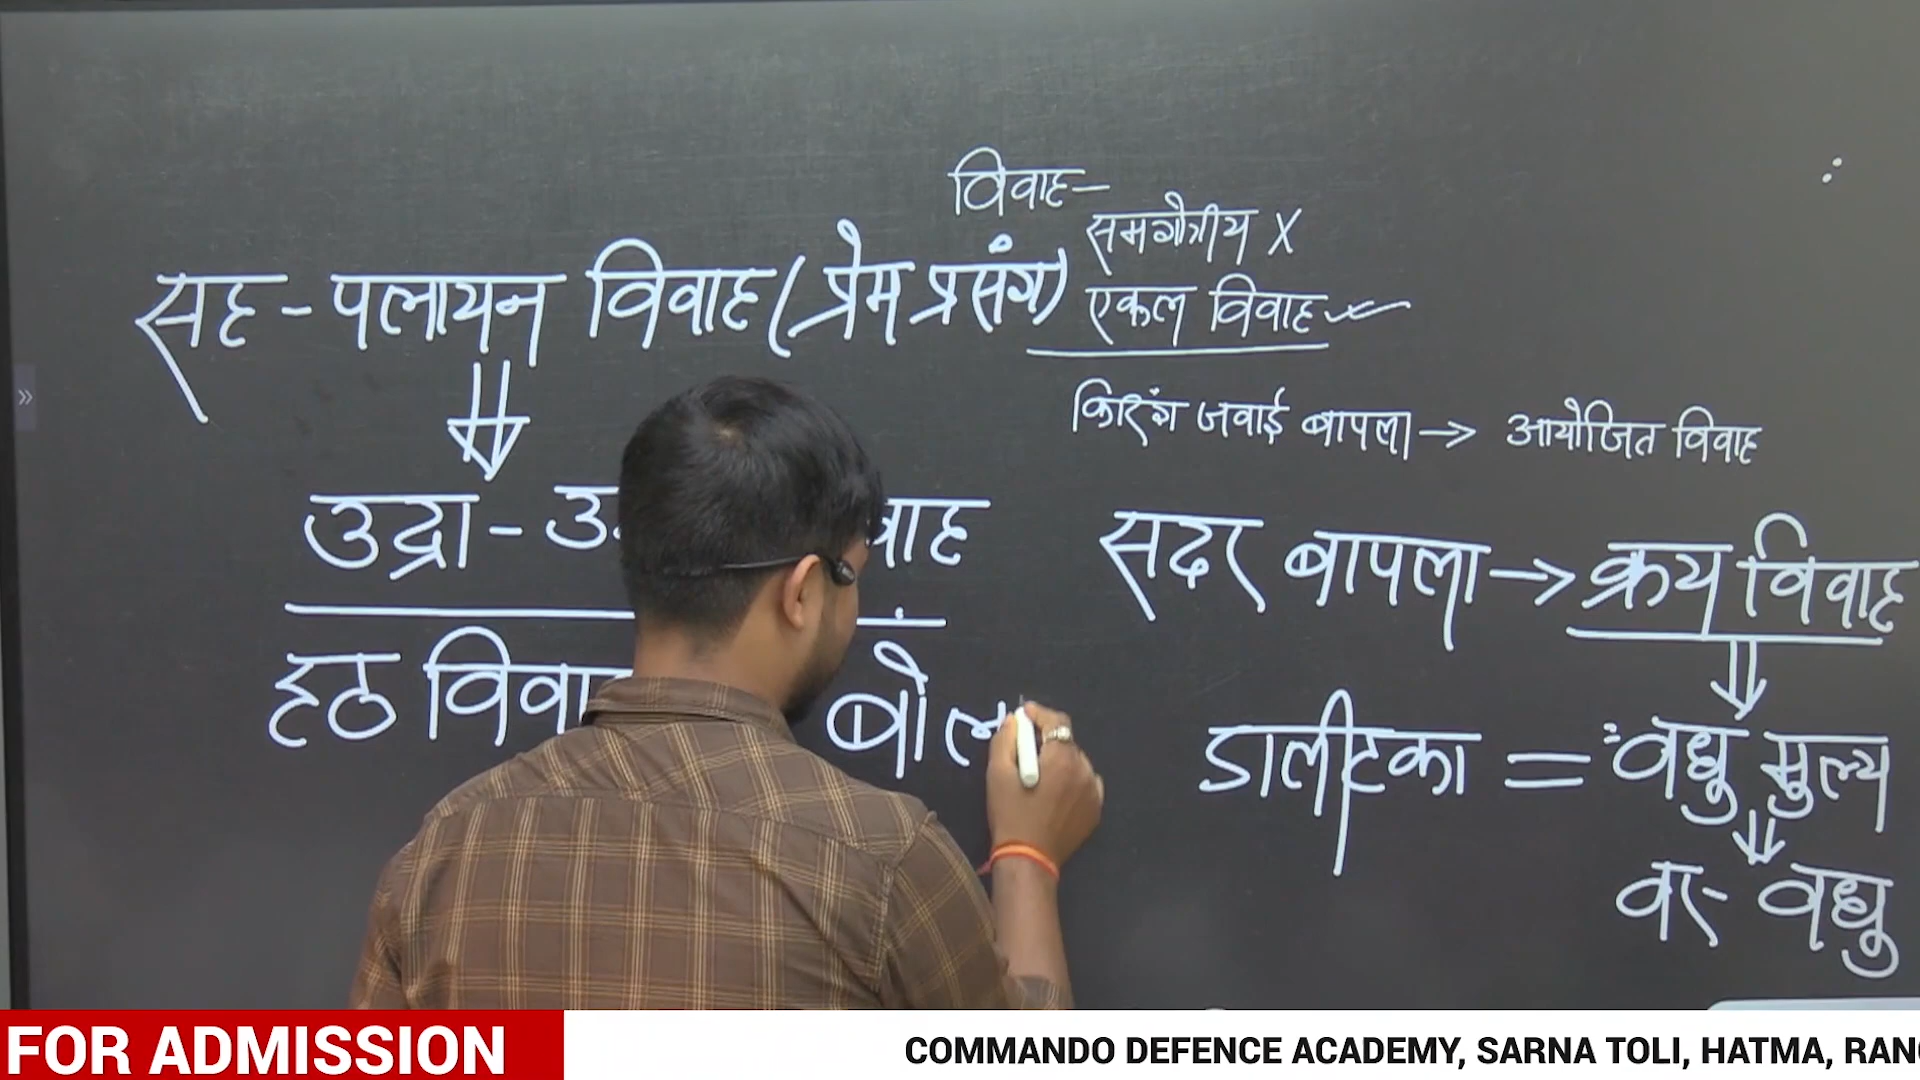 विवाह-
समगोत्रीय X
एकल विवाह
सह-पलायन विवाह (प्रेम प्रसंग)
किरिंग जवाई बापला → आयोजित विवाह
उद्रा-
सदर बापला → क्रय विवाह
हठ विवाह बोल
डालीटका = वधु मुल्य
वर-वधु
FOR ADMISSION
COMMANDO DEFENCE ACADEMY, SARNA TOLI, HATMA,